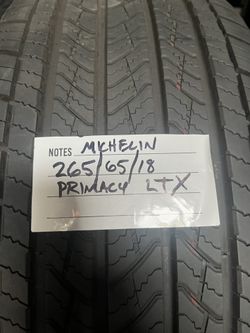 NOTES MICHELIN
265/65/18
PRIMACY LTX